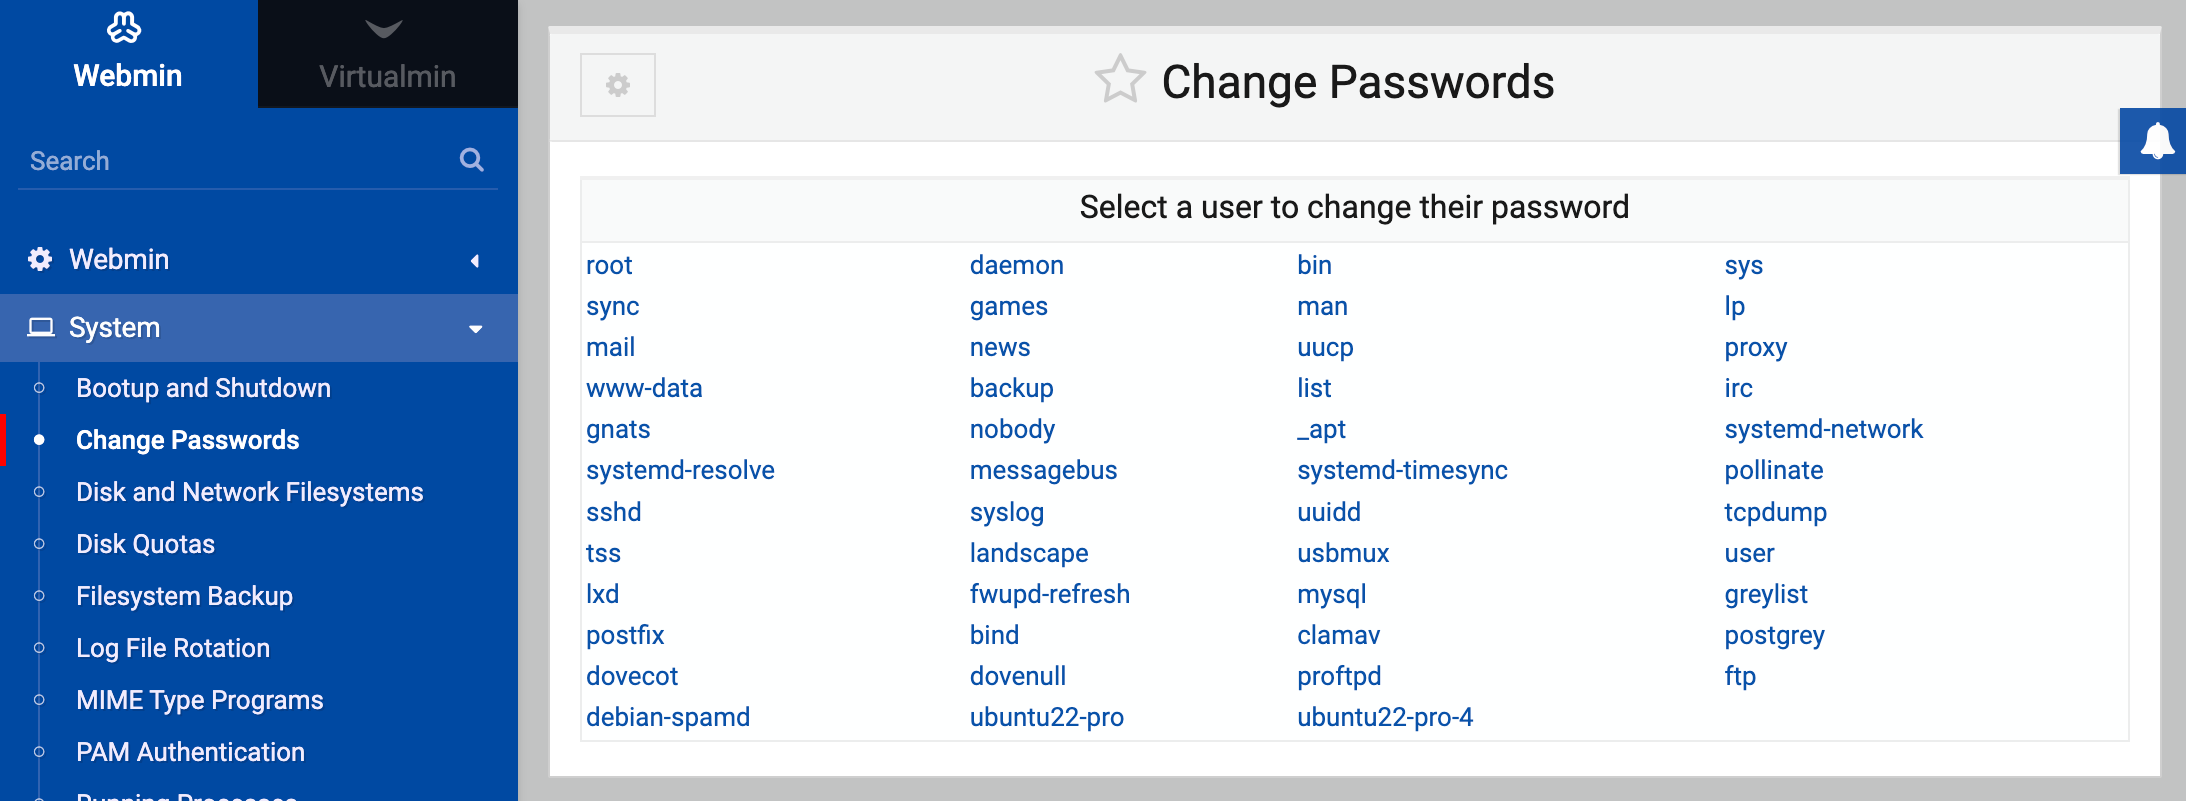 Webmin
Virtualmin
Search
Webmin
System
Bootup and Shutdown
Change Passwords
Disk and Network Filesystems
Disk Quotas
Filesystem Backup
Log File Rotation
MIME Type Programs
PAM Authentication
Running Processes
Change Passwords
Select a user to change their password
root daemon bin sys
sync games man lp
mail news uucp proxy
www-data backup list irc
gnats nobody _apt systemd-network
systemd-resolve messagebus systemd-timesync pollinate
sshd syslog uuidd tcpdump
tss landscape usbmux user
lxd fwupd-refresh mysql greylist
postfix bind clamav postgrey
dovecot dovenull proftpd ftp
debian-spamd ubuntu22-pro ubuntu22-pro-4